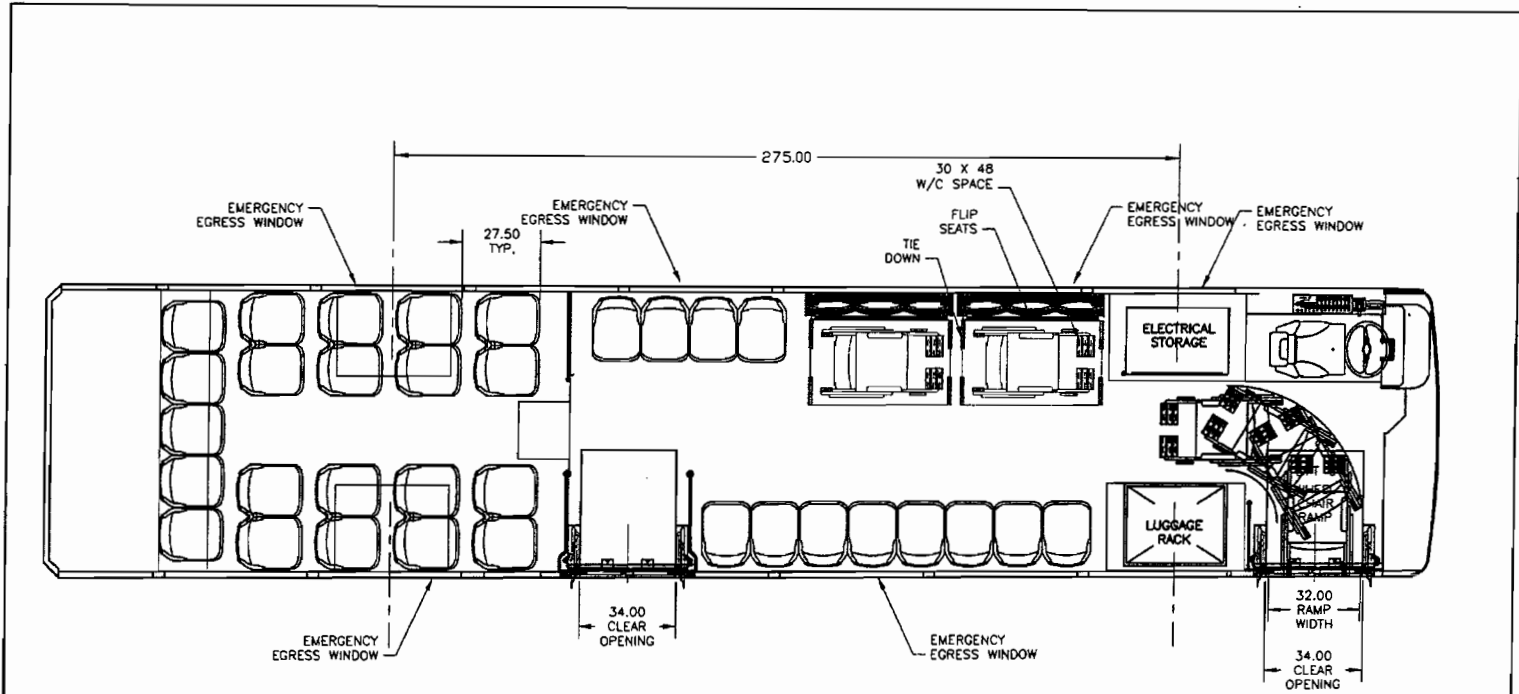 275.00
30 X 48
W/C SPACE
EMERGENCY
EGRESS WINDOW
27.50
TYP.
EMERGENCY
EGRESS WINDOW
FLIP
SEATS
TIE
DOWN
EMERGENCY
EGRESS WINDOW
EMERGENCY
EGRESS WINDOW
ELECTRICAL
STORAGE
CHAIR
RAMP
LUGGAGE
RACK
34.00
CLEAR
OPENING
32.00
RAMP
WIDTH
34.00
CLEAR
OPENING
EMERGENCY
EGRESS WINDOW
EMERGENCY
EGRESS WINDOW